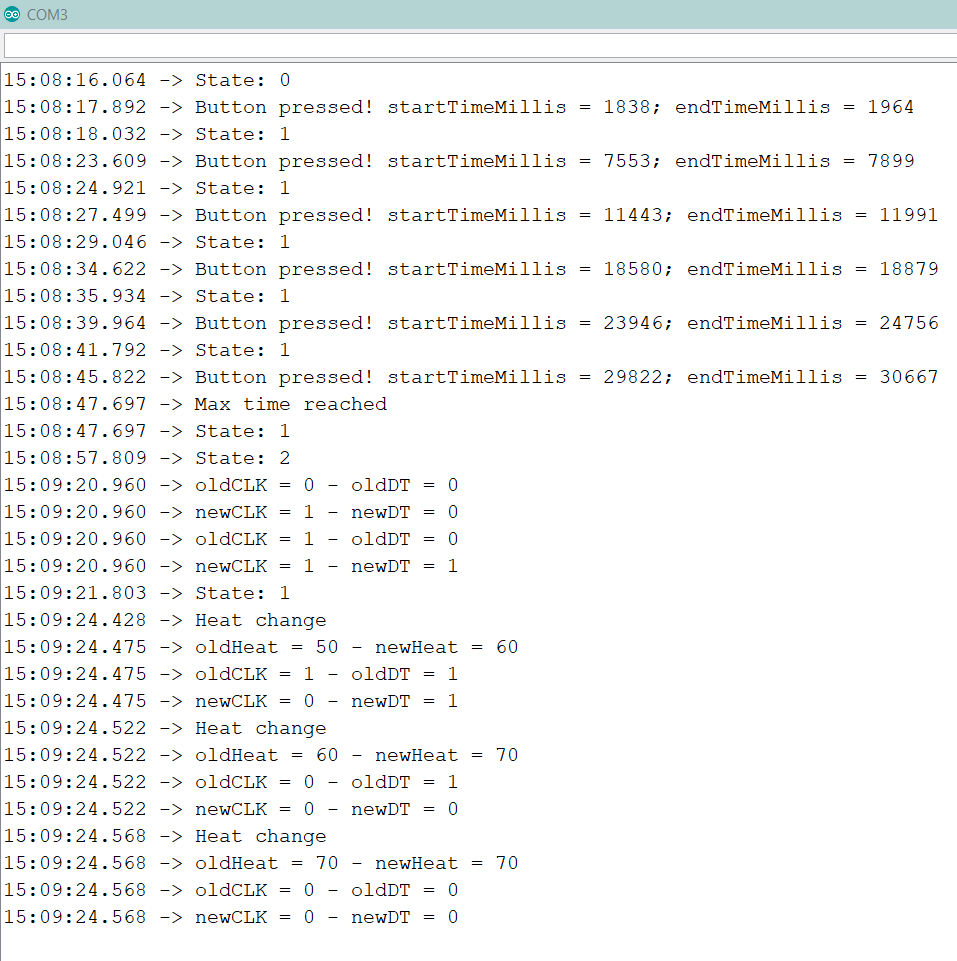 COM3
15:08:16.064 -> State: 0
15:08:17.892 -> Button pressed! startTimeMillis = 1838; endTimeMillis = 1964
15:08:18.032 -> State: 1
15:08:23.609 -> Button pressed! startTimeMillis = 7553; endTimeMillis = 7899
15:08:24.921 -> State: 1
15:08:27.499 -> Button pressed! startTimeMillis = 11443; endTimeMillis = 11991
15:08:29.046 -> State: 1
15:08:34.622 -> Button pressed! startTimeMillis = 18580; endTimeMillis = 18879
15:08:35.934 -> State: 1
15:08:39.964 -> Button pressed! startTimeMillis = 23946; endTimeMillis = 24756
15:08:41.792 -> State: 1
15:08:45.822 -> Button pressed! startTimeMillis = 29822; endTimeMillis = 30667
15:08:47.697 -> Max time reached
15:08:47.697 -> State: 1
15:08:57.809 -> State: 2
15:09:20.960 -> oldCLK = 0 - oldDT = 0
15:09:20.960 -> newCLK = 1 - newDT = 0
15:09:20.960 -> oldCLK = 1 - oldDT = 0
15:09:20.960 -> newCLK = 1 - newDT = 1
15:09:21.803 -> State: 1
15:09:24.428 -> Heat change
15:09:24.475 -> oldHeat = 50 - newHeat = 60
15:09:24.475 -> oldCLK = 1 - oldDT = 1
15:09:24.475 -> newCLK = 0 - newDT = 1
15:09:24.522 -> Heat change
15:09:24.522 -> oldHeat = 60 - newHeat = 70
15:09:24.522 -> oldCLK = 0 - oldDT = 1
15:09:24.522 -> newCLK = 0 - newDT = 0
15:09:24.568 -> Heat change
15:09:24.568 -> oldHeat = 70 - newHeat = 70
15:09:24.568 -> oldCLK = 0 - oldDT = 0
15:09:24.568 -> newCLK = 0 - newDT = 0